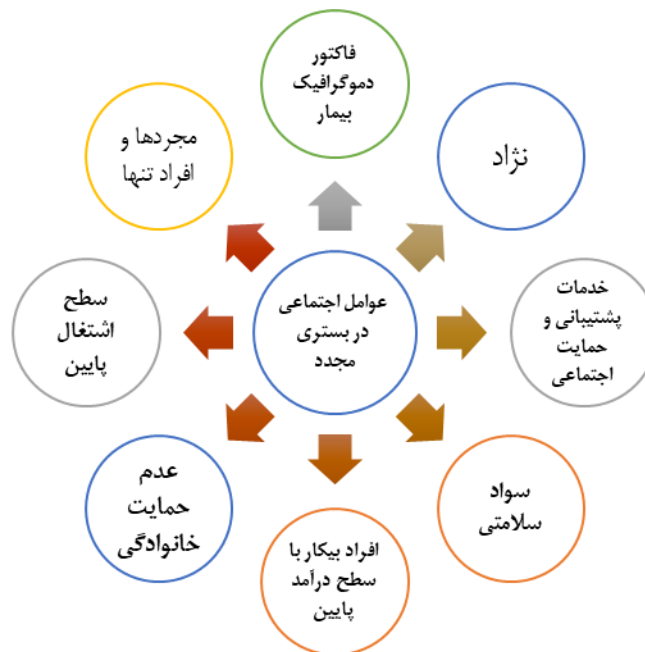 فاکتور
دموگرافیک
بیمار
نژاد
خدمات
پشتیبانی و
حمایت
اجتماعی
سواد
سلامتی
افراد بیکار با
سطح درآمد
پایین
عدم
حمایت
خانوادگی
سطح
اشتغال
پایین
مجردها و
افراد تنها
عوامل اجتماعی
در بستری
مجدد